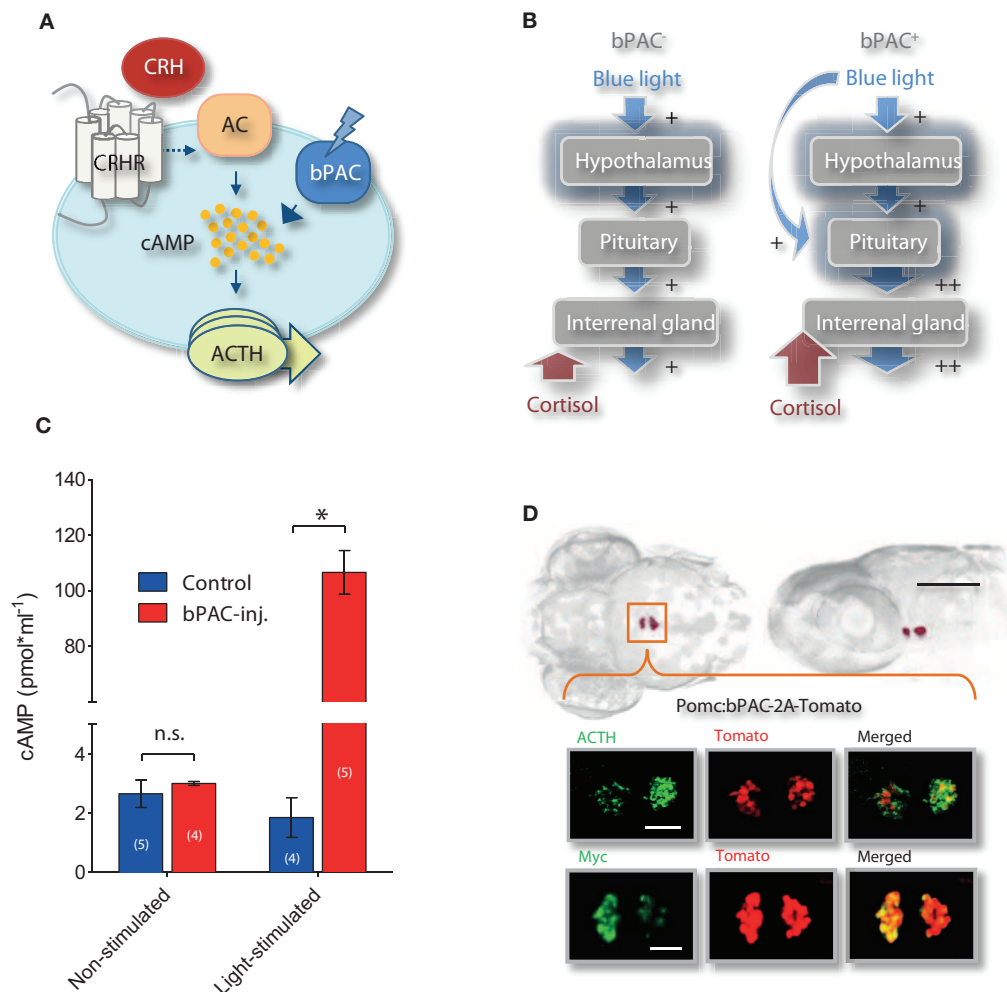 A
CRH
AC
CRHR
bPAC
cAMP
ACTH
B
bPAC-
bPAC+
Blue light
Blue light
+
+
Hypothalamus
Hypothalamus
+
+
Pituitary
Pituitary
+
+
++
Interrenal gland
Interrenal gland
+
++
Cortisol
Cortisol
C
140
120
100
80
4
2
0
cAMP (pmol*ml-1)
*
Control
bPAC-inj.
n.s.
(5)
(4)
(4)
(5)
Non-stimulated
Light-stimulated
D
Pomc:bPAC-2A-Tomato
ACTH
Tomato
Merged
Myc
Tomato
Merged